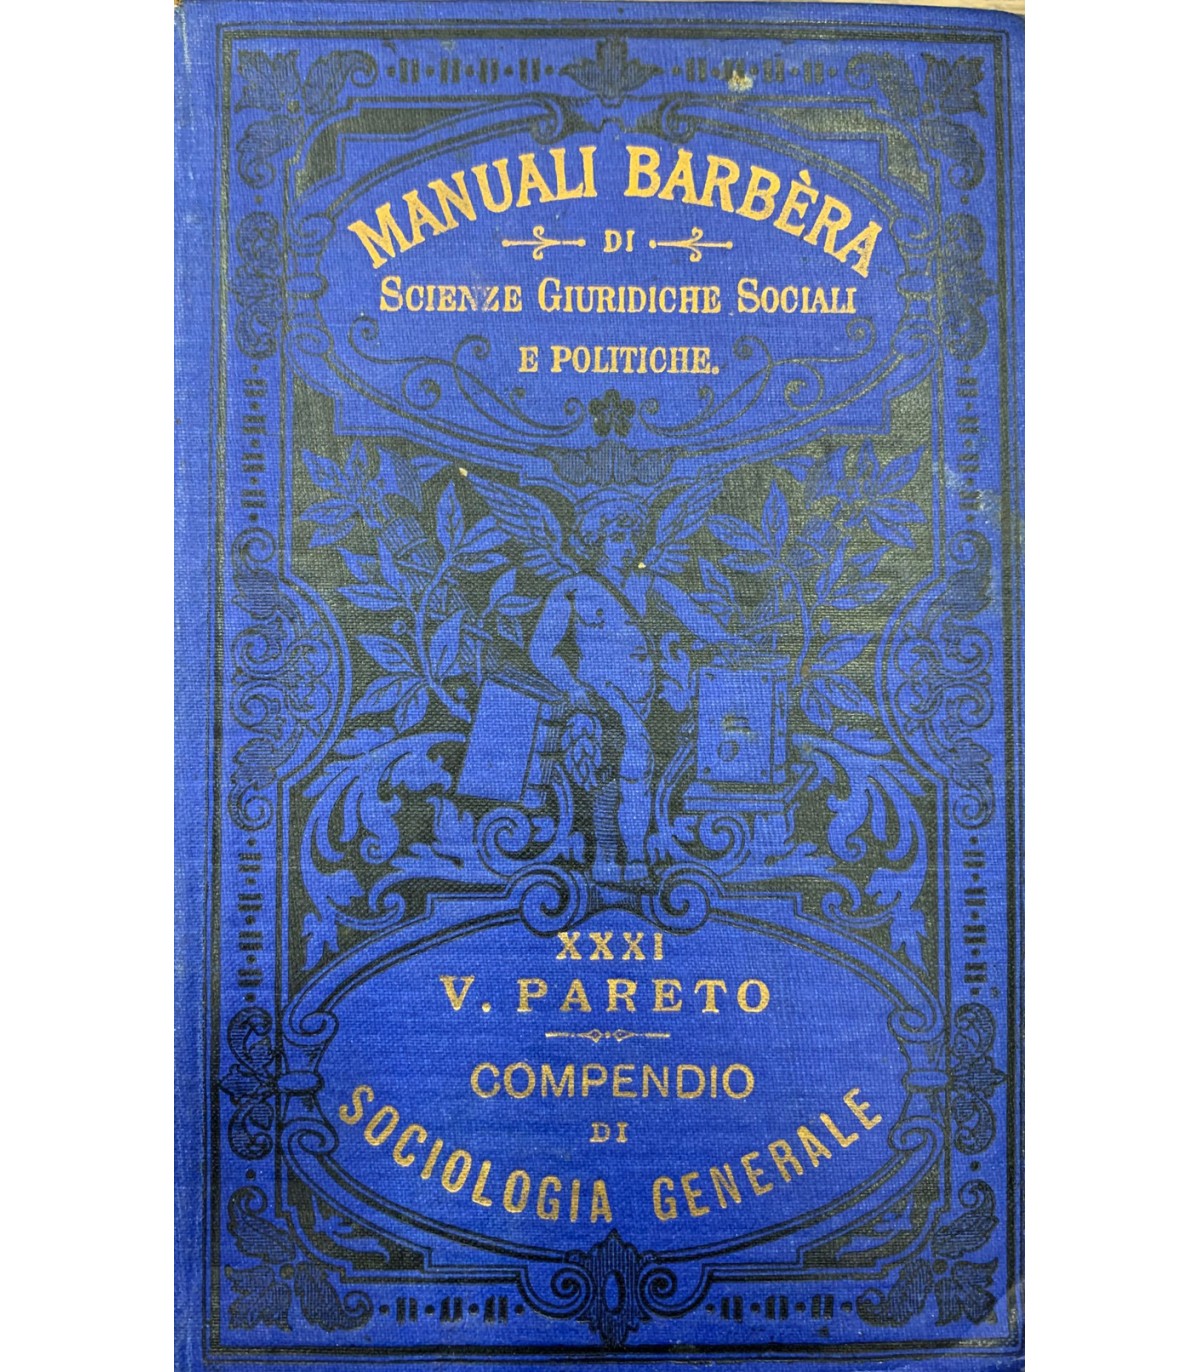 MANUALI BARBÈRA
DI
SCIENZE GIURIDICHE SOCIALI
E POLITICHE.
XXXI
V. PARETO
COMPENDIO
DI
SOCIOLOGIA GENERALE